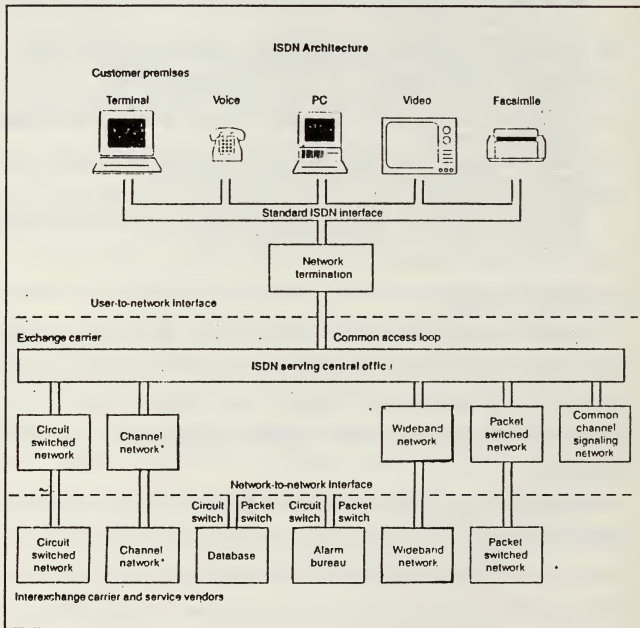 ISDN Architecture
Customer premises
Terminal Voice PC Video Facsimile
Standard ISDN interface
Network
termination
User-to-network Interface
Exchange carrier Common access loop
ISDN serving central offic
Circuit
switched
network
Channel
network*
Wideband
network
Packet
switched
network
Common
channel
signaling
network
Network-to-network Interface
Circuit
switch
Packet
switch
Circuit
switch
Packet
switch
Circuit
switched
network
Channel
natwork*
Database
Alarm
bureau
Wideband
network
Packet
switched
network
Interexchange carrier and service vendors